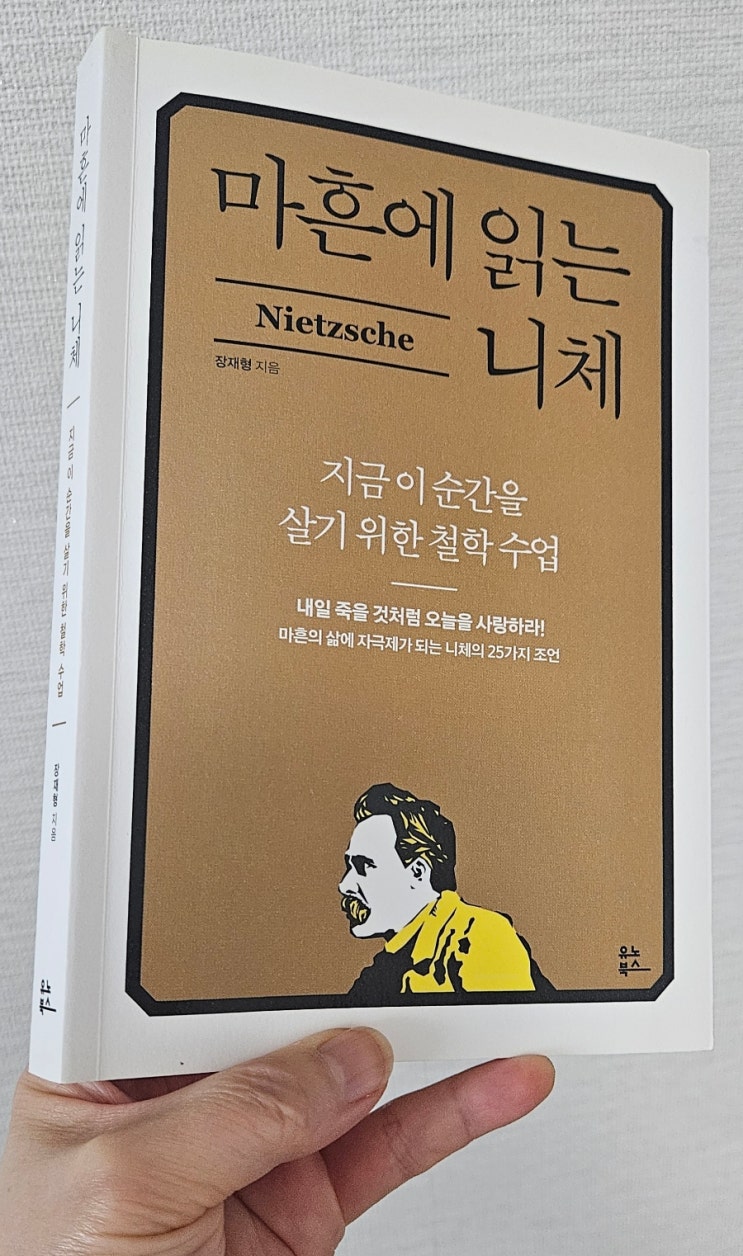 마흔에 읽는
니체
Nietzsche
장재형 지음
지금 이 순간을
살기 위한 철학 수업
내일 죽을 것처럼 오늘을 사랑하라!
마흔의 삶에 자극제가 되는 니체의 25가지 조언
유노
북스
마흔에 읽는 니체
지금 이 순간을 살기 위한 철학 수업
장재형 지음
유노
북스